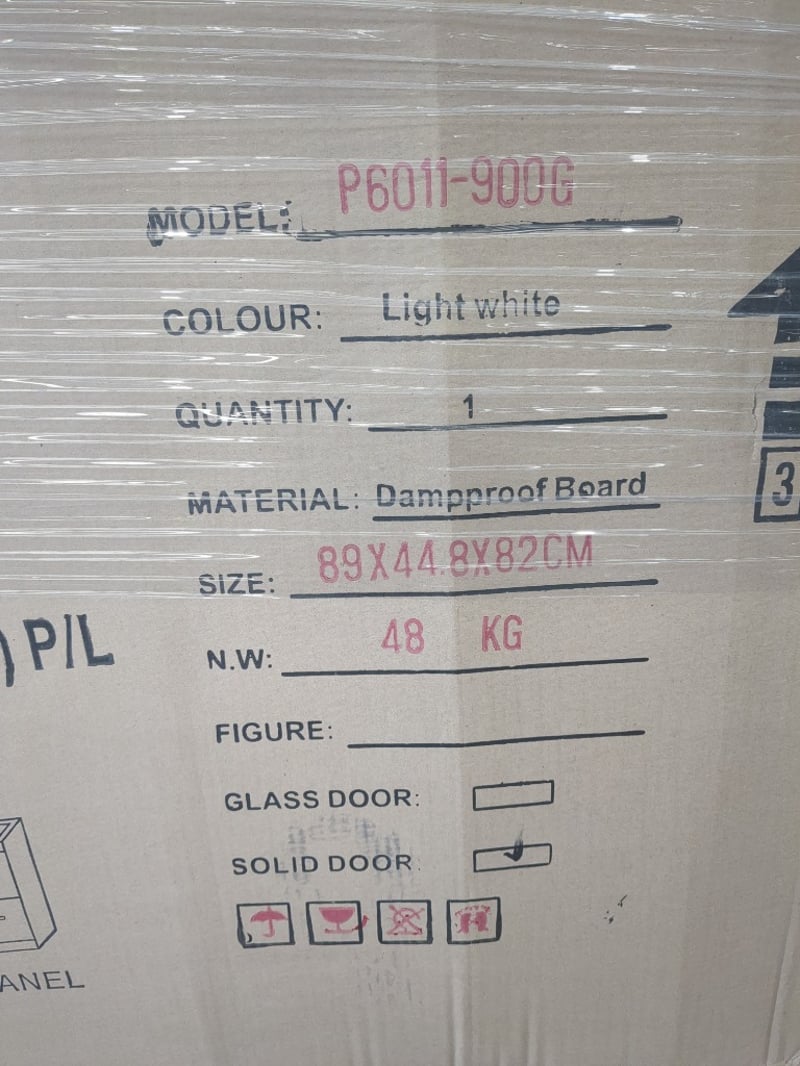 MODEL: P6011-900G
COLOUR: Light white
QUANTITY: 1
MATERIAL: Dampproof Board
3
SIZE: 89X44.8X82CM
) P/L
N.W: 48 KG
FIGURE:
GLASS DOOR:
SOLID DOOR:
ANEL